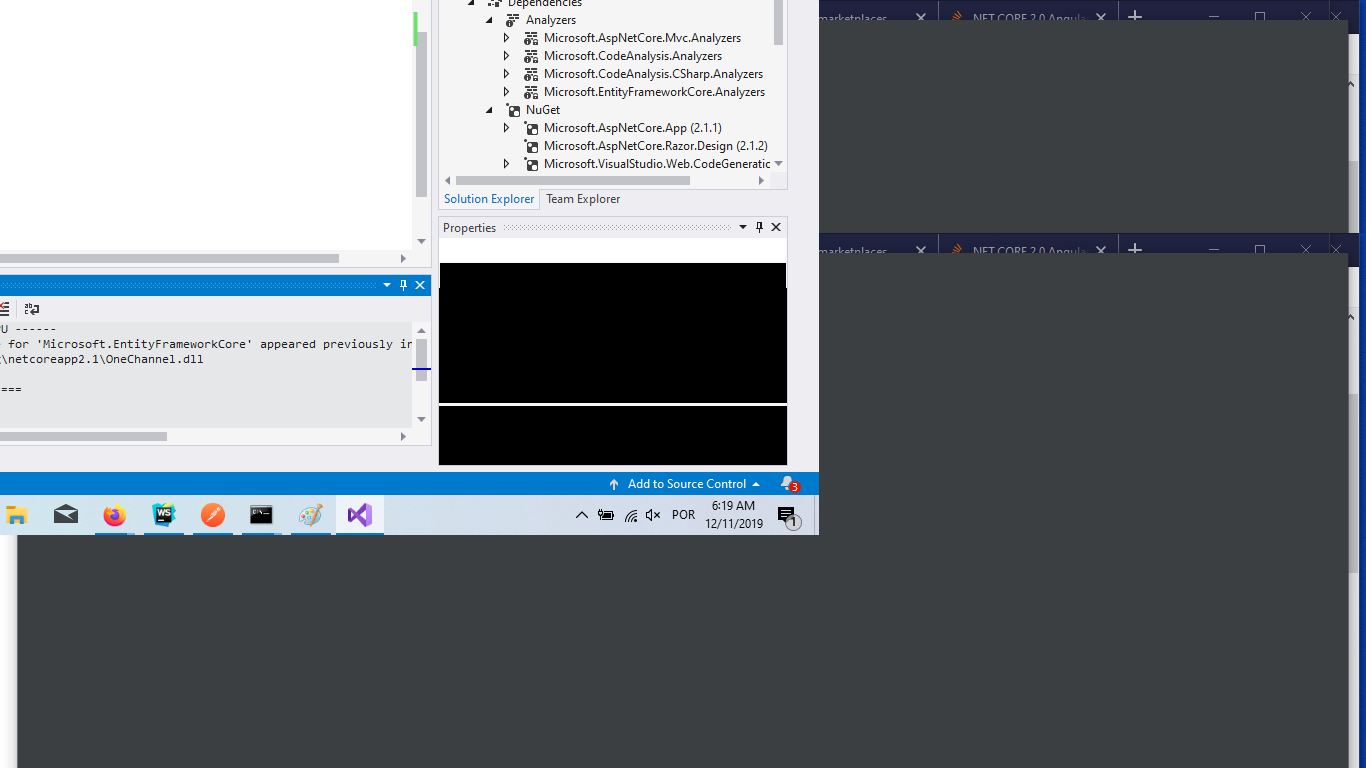 Dependencies
Analyzers
Microsoft.AspNetCore.Mvc.Analyzers
Microsoft.CodeAnalysis.Analyzers
Microsoft.CodeAnalysis.CSharp.Analyzers
Microsoft.EntityFrameworkCore.Analyzers
NuGet
Microsoft.AspNetCore.App (2.1.1)
Microsoft.AspNetCore.Razor.Design (2.1.2)
Microsoft.VisualStudio.Web.CodeGeneratic
Solution Explorer Team Explorer
Properties
U ------
for 'Microsoft.EntityFrameworkCore' appeared previously in
\netcoreapp2.1\OneChannel.dll
===
Add to Source Control
3
WS
POR
6:19 AM
12/11/2019
1
marketplaces
.NET CORE 2.0 Angula
marketplaces
.NET CORE 2.0 Angula